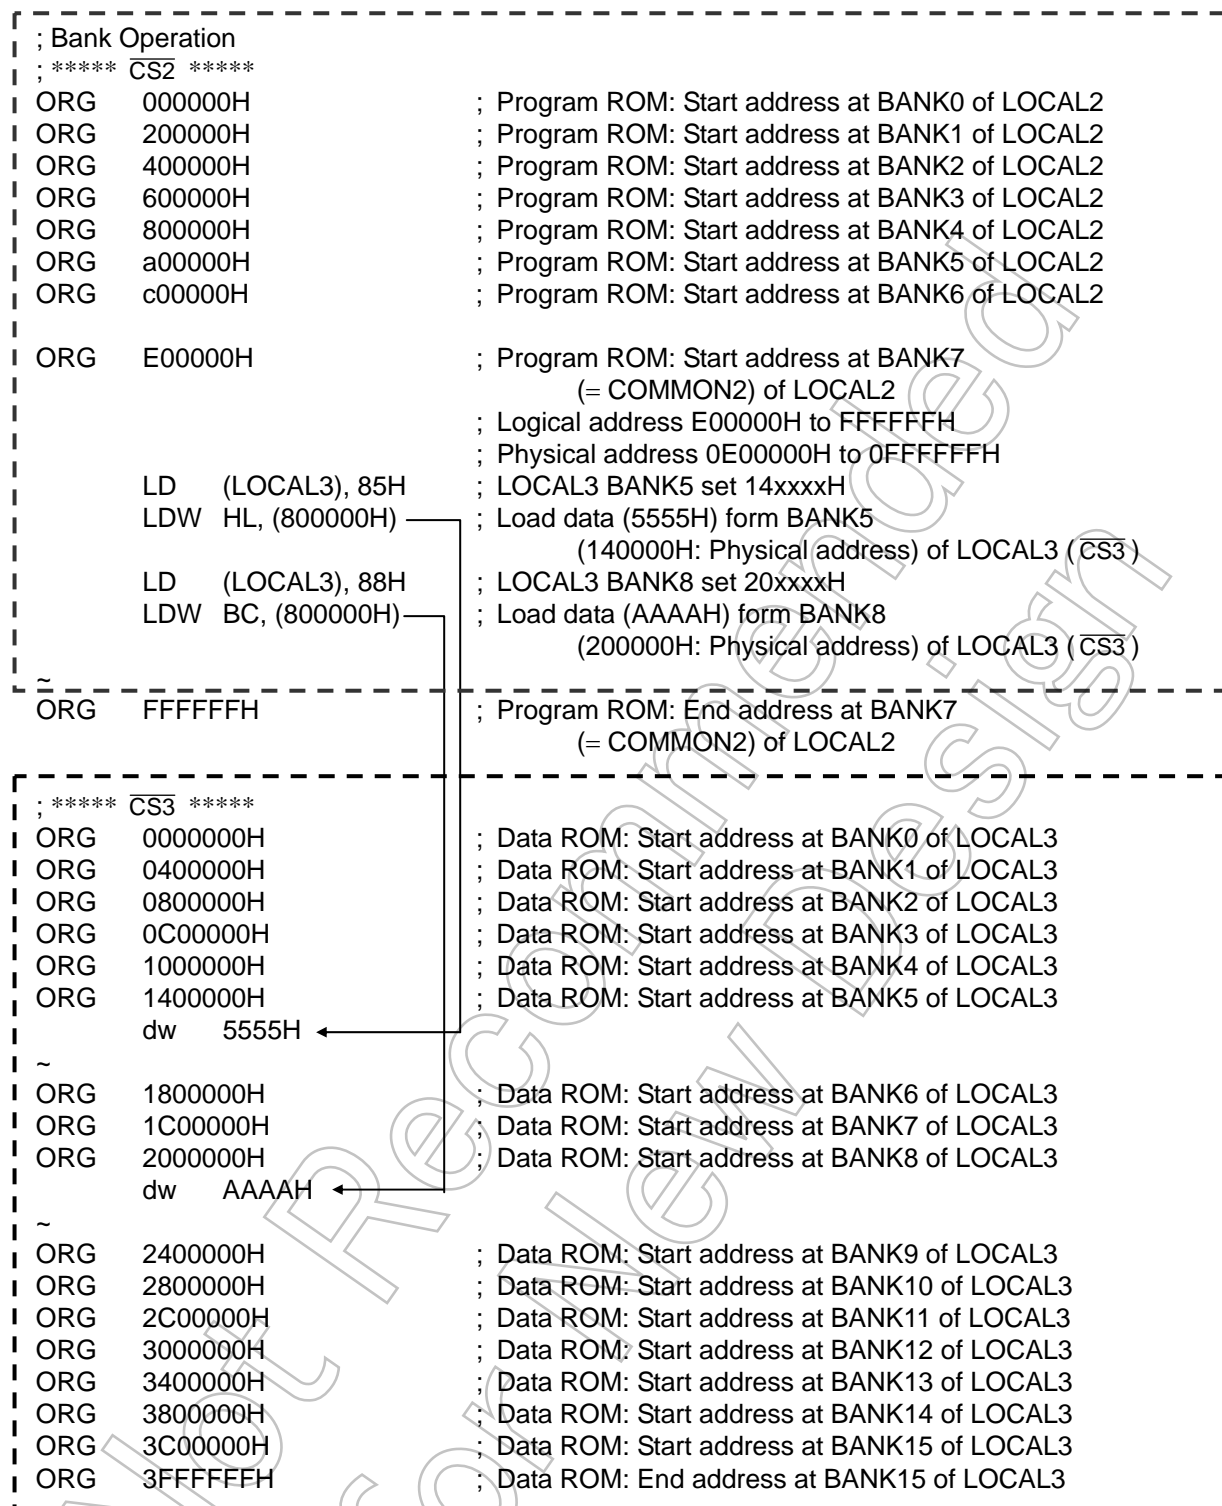 ; Bank Operation
; ***** CS2 *****
ORG 000000H ; Program ROM: Start address at BANK0 of LOCAL2
ORG 200000H ; Program ROM: Start address at BANK1 of LOCAL2
ORG 400000H ; Program ROM: Start address at BANK2 of LOCAL2
ORG 600000H ; Program ROM: Start address at BANK3 of LOCAL2
ORG 800000H ; Program ROM: Start address at BANK4 of LOCAL2
ORG a00000H ; Program ROM: Start address at BANK5 of LOCAL2
ORG c00000H ; Program ROM: Start address at BANK6 of LOCAL2
ORG E00000H ; Program ROM: Start address at BANK7
(= COMMON2) of LOCAL2
; Logical address E00000H to FFFFFFH
; Physical address 0E00000H to 0FFFFFFH
LD (LOCAL3), 85H ; LOCAL3 BANK5 set 14xxxxH
LDW HL, (800000H) ; Load data (5555H) form BANK5
(140000H: Physical address) of LOCAL3 (CS3)
LD (LOCAL3), 88H ; LOCAL3 BANK8 set 20xxxxH
LDW BC, (800000H) ; Load data (AAAAH) form BANK8
(200000H: Physical address) of LOCAL3 (CS3)
~
ORG FFFFFFH ; Program ROM: End address at BANK7
(= COMMON2) of LOCAL2
; ***** CS3 *****
ORG 0000000H ; Data ROM: Start address at BANK0 of LOCAL3
ORG 0400000H ; Data ROM: Start address at BANK1 of LOCAL3
ORG 0800000H ; Data ROM: Start address at BANK2 of LOCAL3
ORG 0C00000H ; Data ROM: Start address at BANK3 of LOCAL3
ORG 1000000H ; Data ROM: Start address at BANK4 of LOCAL3
ORG 1400000H ; Data ROM: Start address at BANK5 of LOCAL3
dw 5555H
~
ORG 1800000H ; Data ROM: Start address at BANK6 of LOCAL3
ORG 1C00000H ; Data ROM: Start address at BANK7 of LOCAL3
ORG 2000000H ; Data ROM: Start address at BANK8 of LOCAL3
dw AAAAH
~
ORG 2400000H ; Data ROM: Start address at BANK9 of LOCAL3
ORG 2800000H ; Data ROM: Start address at BANK10 of LOCAL3
ORG 2C00000H ; Data ROM: Start address at BANK11 of LOCAL3
ORG 3000000H ; Data ROM: Start address at BANK12 of LOCAL3
ORG 3400000H ; Data ROM: Start address at BANK13 of LOCAL3
ORG 3800000H ; Data ROM: Start address at BANK14 of LOCAL3
ORG 3C00000H ; Data ROM: Start address at BANK15 of LOCAL3
ORG 3FFFFFFH ; Data ROM: End address at BANK15 of LOCAL3
Not Recommended
for New Design